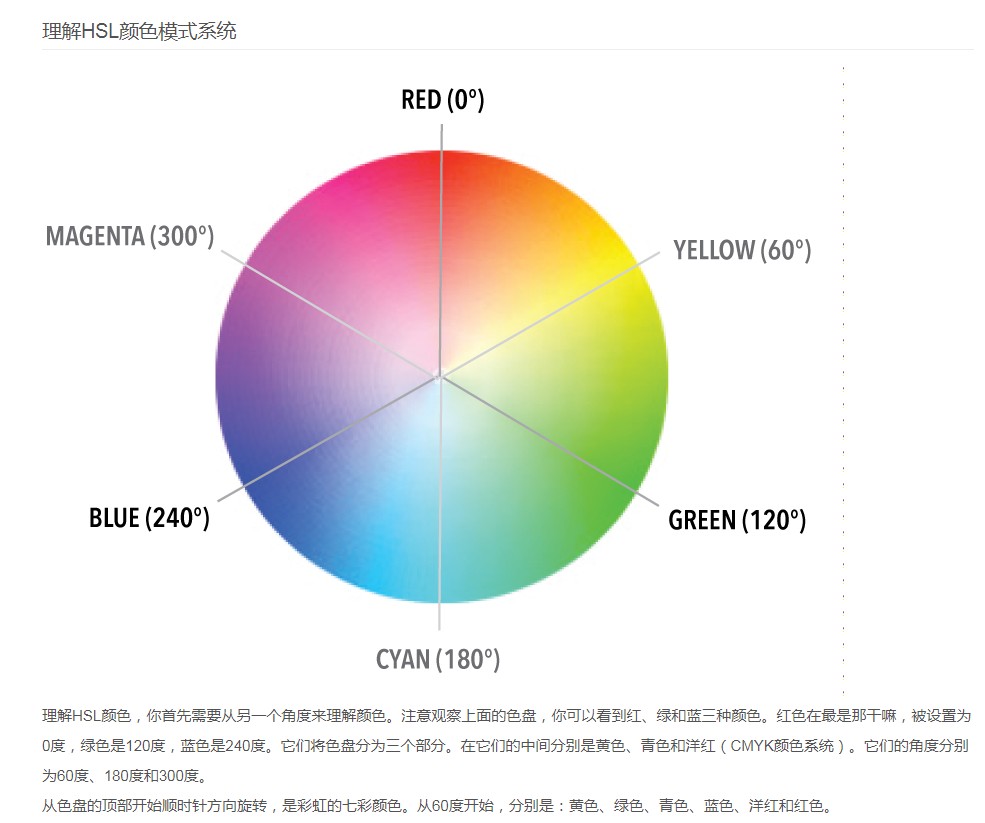 理解HSL颜色模式系统
RED (0°)
MAGENTA (300°)
YELLOW (60°)
BLUE (240°)
GREEN (120°)
CYAN (180°)
理解HSL颜色，你首先需要从另一个角度来理解颜色。注意观察上面的色盘，你可以看到红、绿和蓝三种颜色。红色在最是那干嘛，被设置为
0度，绿色是120度，蓝色是240度。它们将色盘分为三个部分。在它们的中间分别是黄色、青色和洋红（CMYK颜色系统）。它们的角度分别
为60度、180度和300度。
从色盘的顶部开始顺时针方向旋转，是彩虹的七彩颜色。从60度开始，分别是：黄色、绿色、青色、蓝色、洋红和红色。